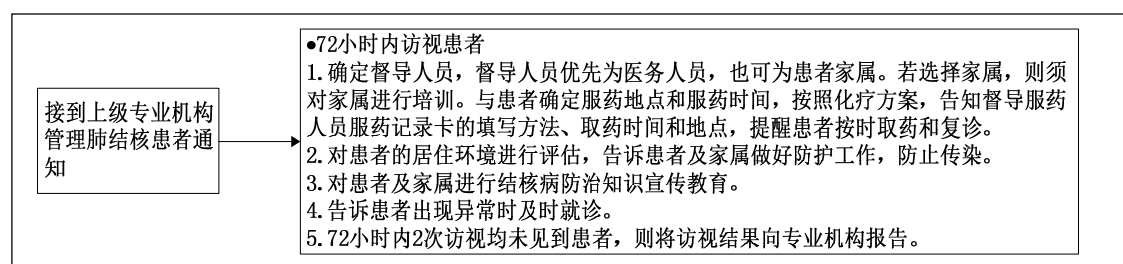 接到上级专业机构
管理肺结核患者通
知
●72小时内访视患者
1.确定督导人员，督导人员优先为医务人员，也可为患者家属。若选择家属，则须
对家属进行培训。与患者确定服药地点和服药时间，按照化疗方案，告知督导服药
人员服药记录卡的填写方法、取药时间和地点，提醒患者按时取药和复诊。
2.对患者的居住环境进行评估，告诉患者及家属做好防护工作，防止传染。
3.对患者及家属进行结核病防治知识宣传教育。
4.告诉患者出现异常时及时就诊。
5.72小时内2次访视均未见到患者，则将访视结果向专业机构报告。